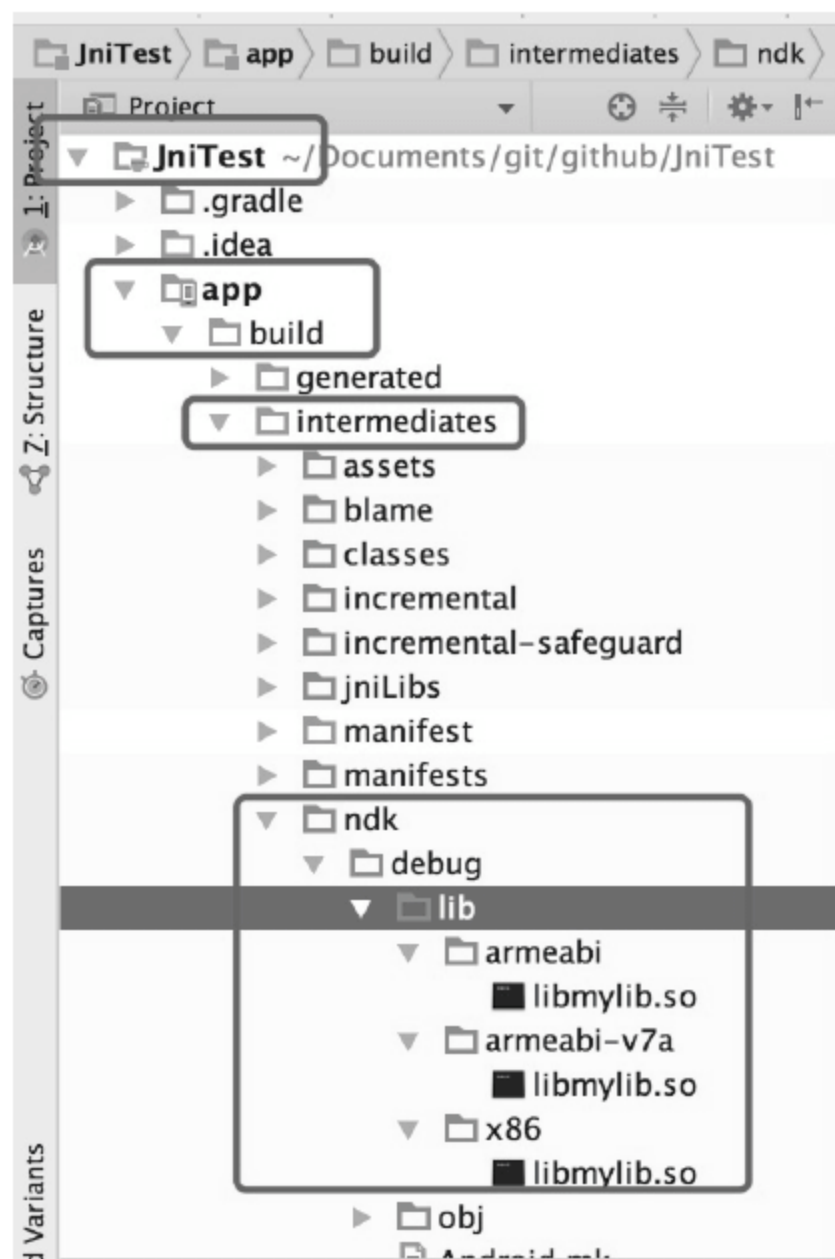 JniTest app build intermediates ndk
Project
JniTest ~/Documents/git/github/JniTest
.gradle
.idea
app
build
generated
intermediates
assets
blame
classes
incremental
incremental-safeguard
jniLibs
manifest
manifests
ndk
debug
lib
armeabi
libmylib.so
armeabi-v7a
libmylib.so
x86
libmylib.so
obj
Android.mk
1: Project
7: Structure
Captures
d Variants